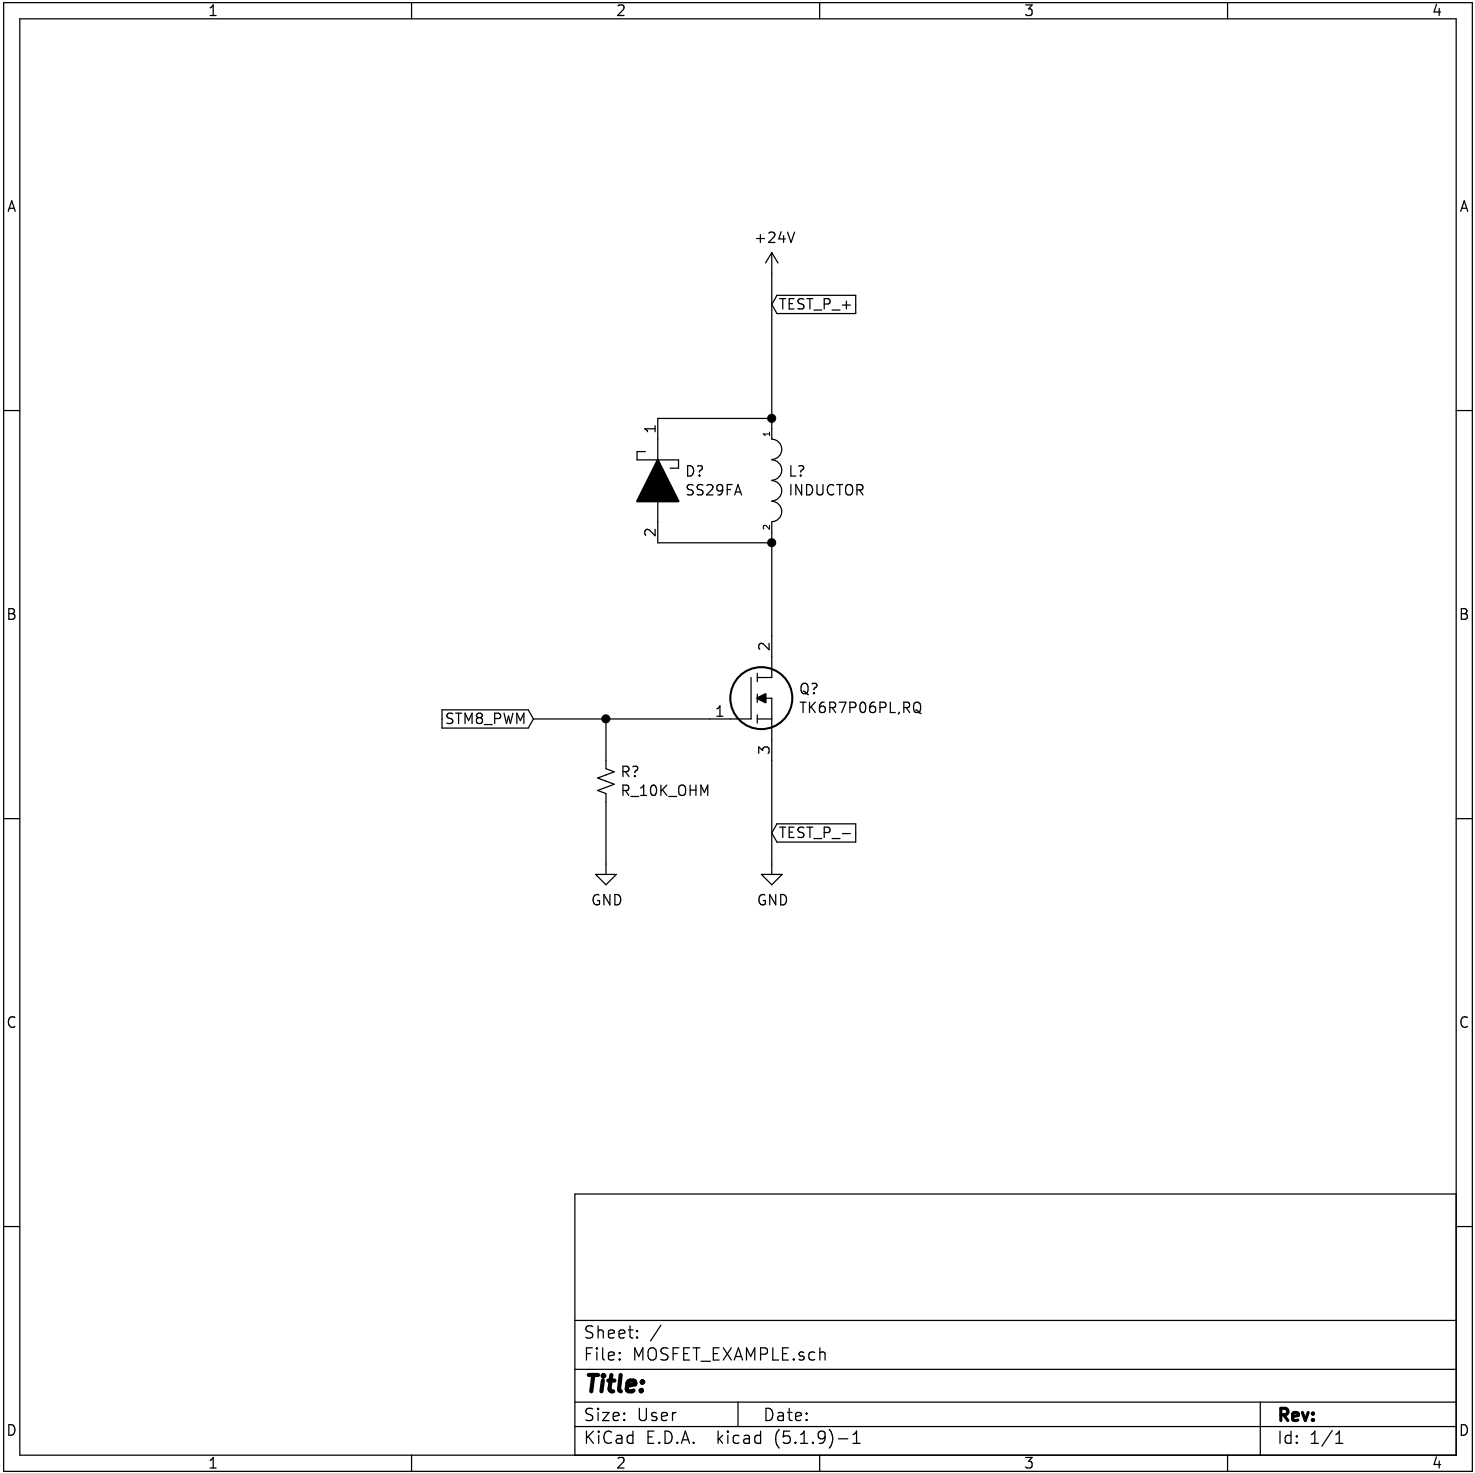 1 2 3 4
A A
+24V
TEST_P_+
1 1
D? L?
SS29FA INDUCTOR
2 2
B B
2
Q?
TK6R7P06PL,RQ
STM8_PWM 1
3
R?
R_10K_OHM
TEST_P_-
GND GND
C C
Sheet: /
File: MOSFET_EXAMPLE.sch
Title:
Size: User Date: Rev:
D D
KiCad E.D.A. kicad (5.1.9)-1 Id: 1/1
1 2 3 4